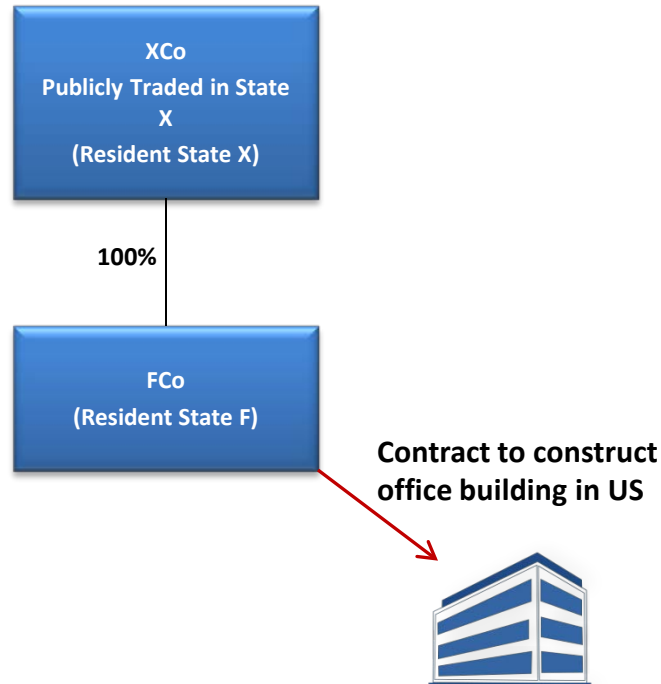 XCo
Publicly Traded in State
X
(Resident State X)
100%
FCo
(Resident State F)
Contract to construct
office building in US